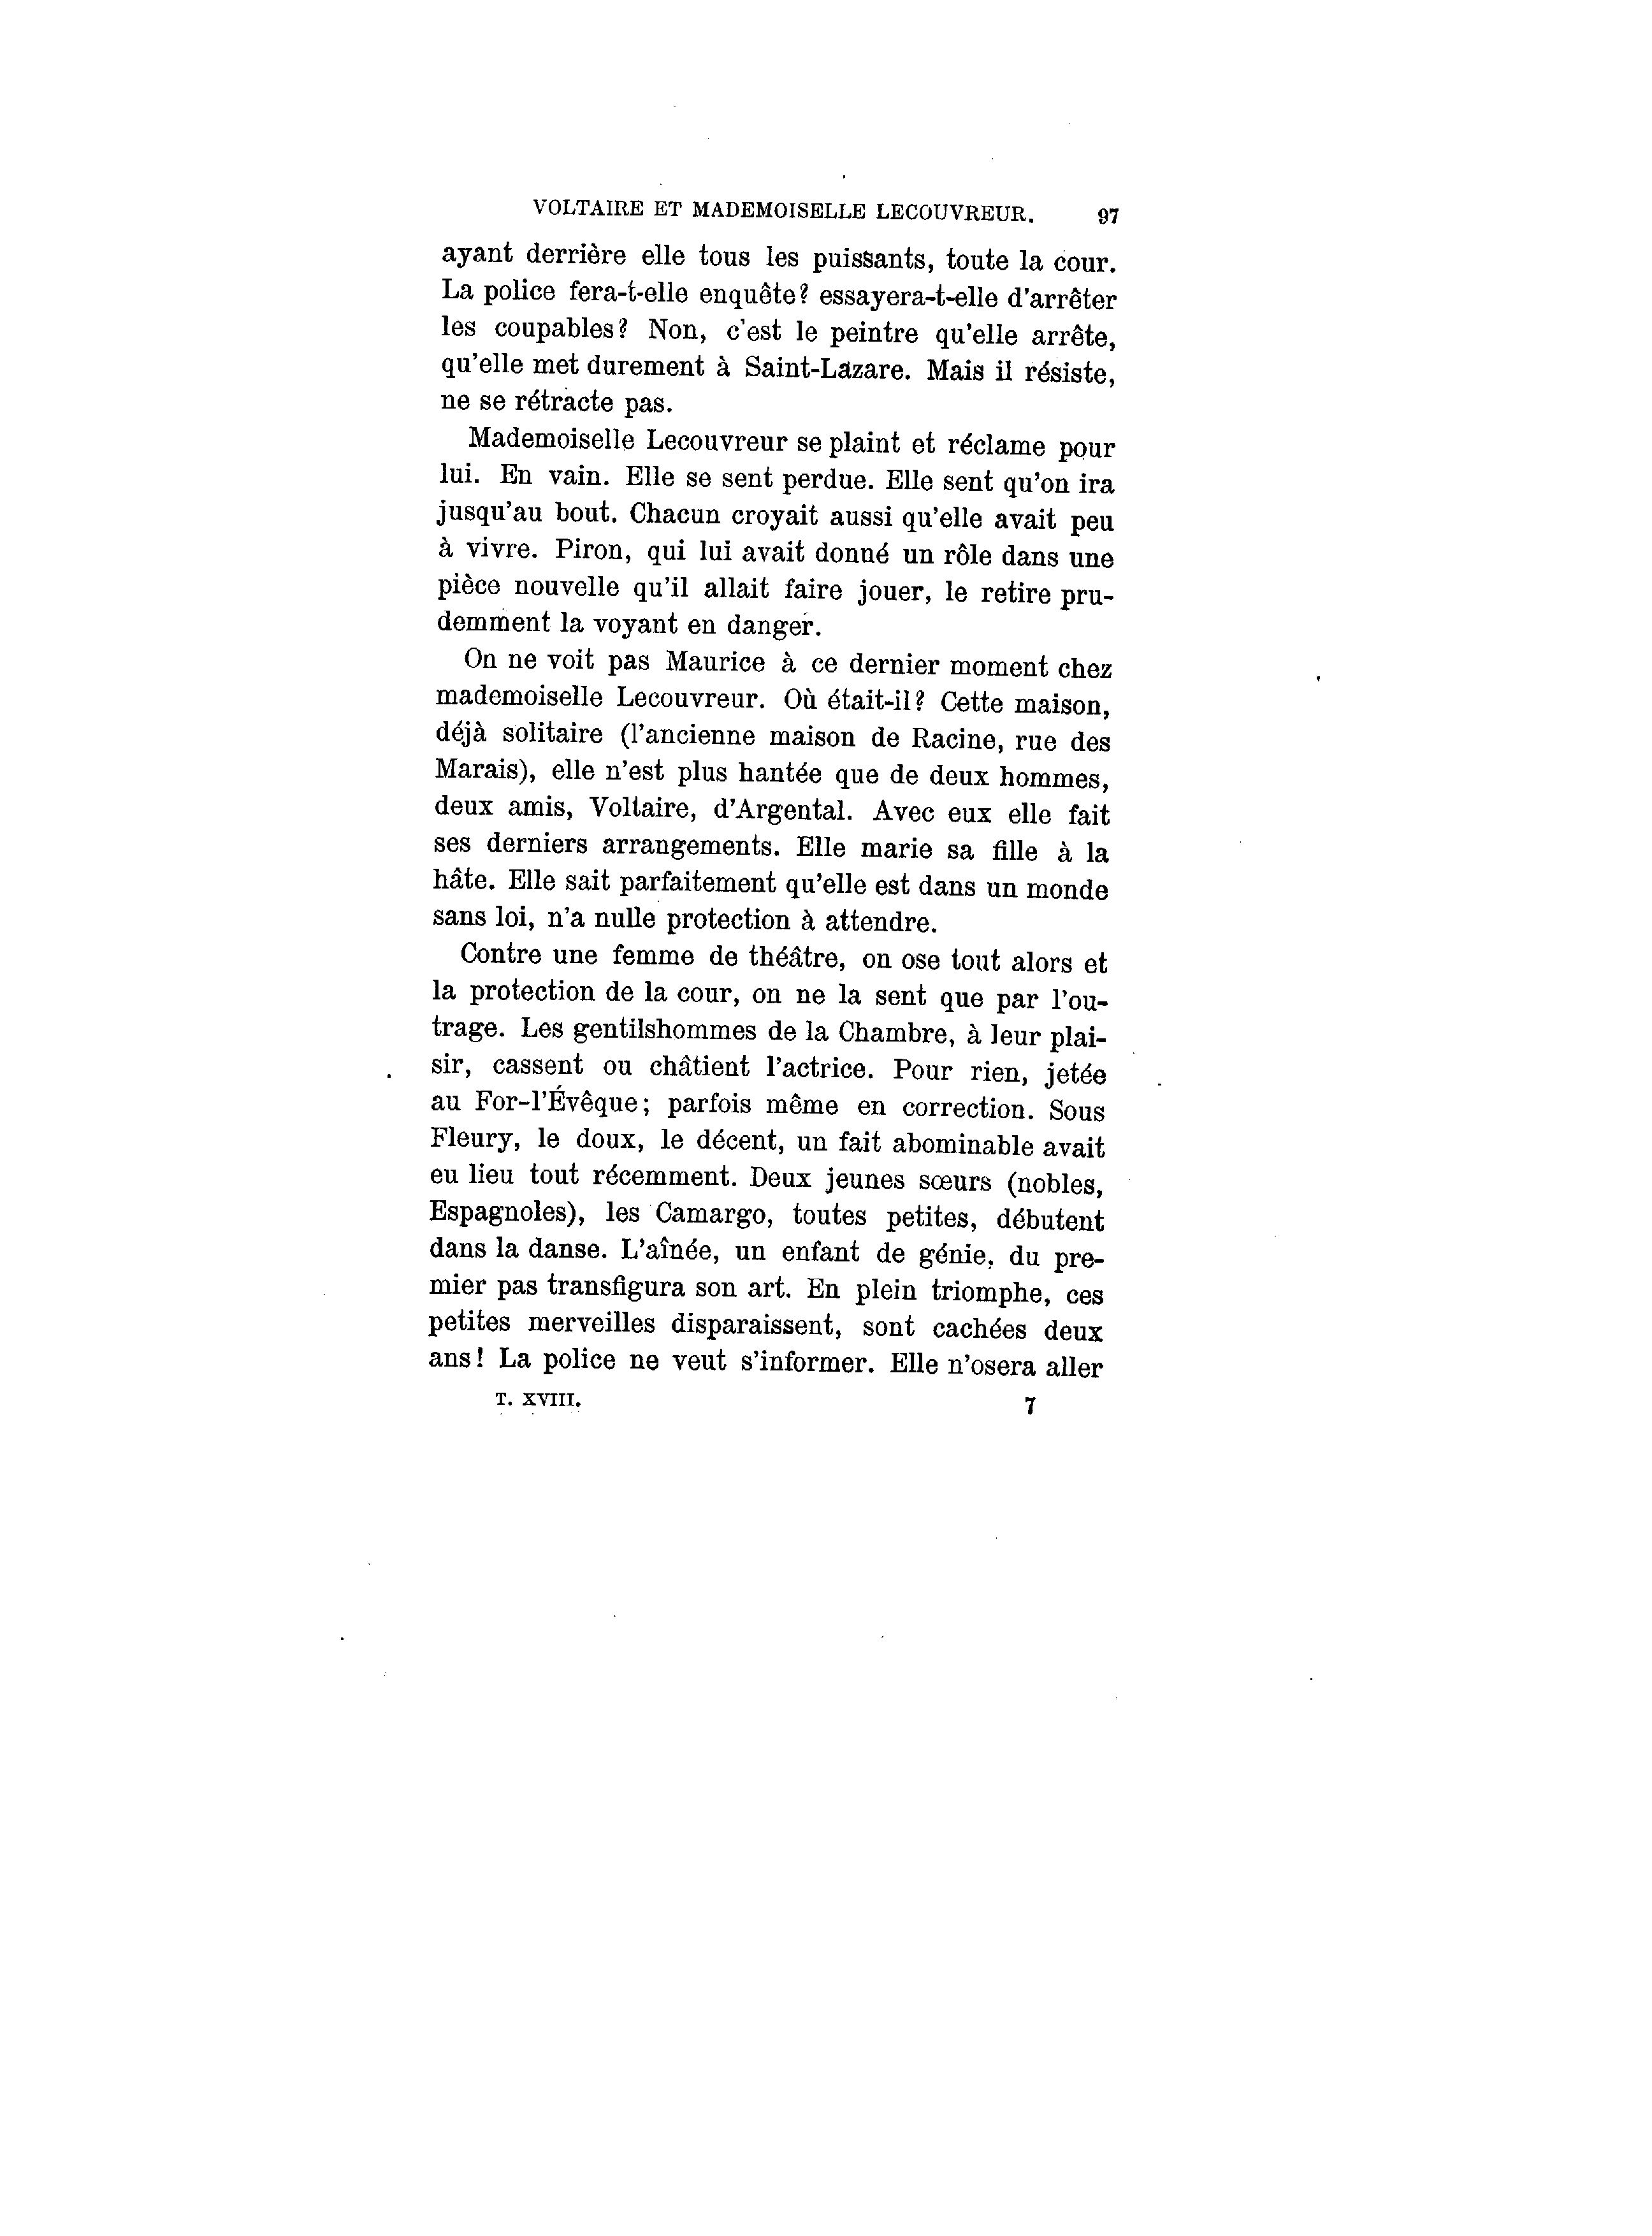 VOLTAIRE ET MADEMOISELLE LECOUVREUR. 97
ayant derrière elle tous les puissants, toute la cour.
La police fera-t-elle enquête? essayera-t-elle d'arrêter
les coupables? Non, c'est le peintre qu'elle arrête,
qu'elle met durement à Saint-Lazare. Mais il résiste,
ne se rétracte pas.
Mademoiselle Lecouvreur se plaint et réclame pour
lui. En vain. Elle se sent perdue. Elle sent qu'on ira
jusqu'au bout. Chacun croyait aussi qu'elle avait peu
à vivre. Piron, qui lui avait donné un rôle dans une
pièce nouvelle qu'il allait faire jouer, le retire pru-
demment la voyant en danger.
On ne voit pas Maurice à ce dernier moment chez
mademoiselle Lecouvreur. Où était-il? Cette maison,
déjà solitaire (l'ancienne maison de Racine, rue des
Marais), elle n'est plus hantée que de deux hommes,
deux amis, Voltaire, d'Argental. Avec eux elle fait
ses derniers arrangements. Elle marie sa fille à la
hâte. Elle sait parfaitement qu'elle est dans un monde
sans loi, n'a nulle protection à attendre.
Contre une femme de théâtre, on ose tout alors et
la protection de la cour, on ne la sent que par l'ou-
trage. Les gentilshommes de la Chambre, à leur plai-
sir, cassent ou châtient l'actrice. Pour rien, jetée
au For-l'Évêque; parfois même en correction. Sous
Fleury, le doux, le décent, un fait abominable avait
eu lieu tout récemment. Deux jeunes sœurs (nobles,
Espagnoles), les Camargo, toutes petites, débutent
dans la danse. L'aînée, un enfant de génie, du pre-
mier pas transfigura son art. En plein triomphe, ces
petites merveilles disparaissent, sont cachées deux
ans! La police ne veut s'informer. Elle n'osera aller
T. XVIII. 7